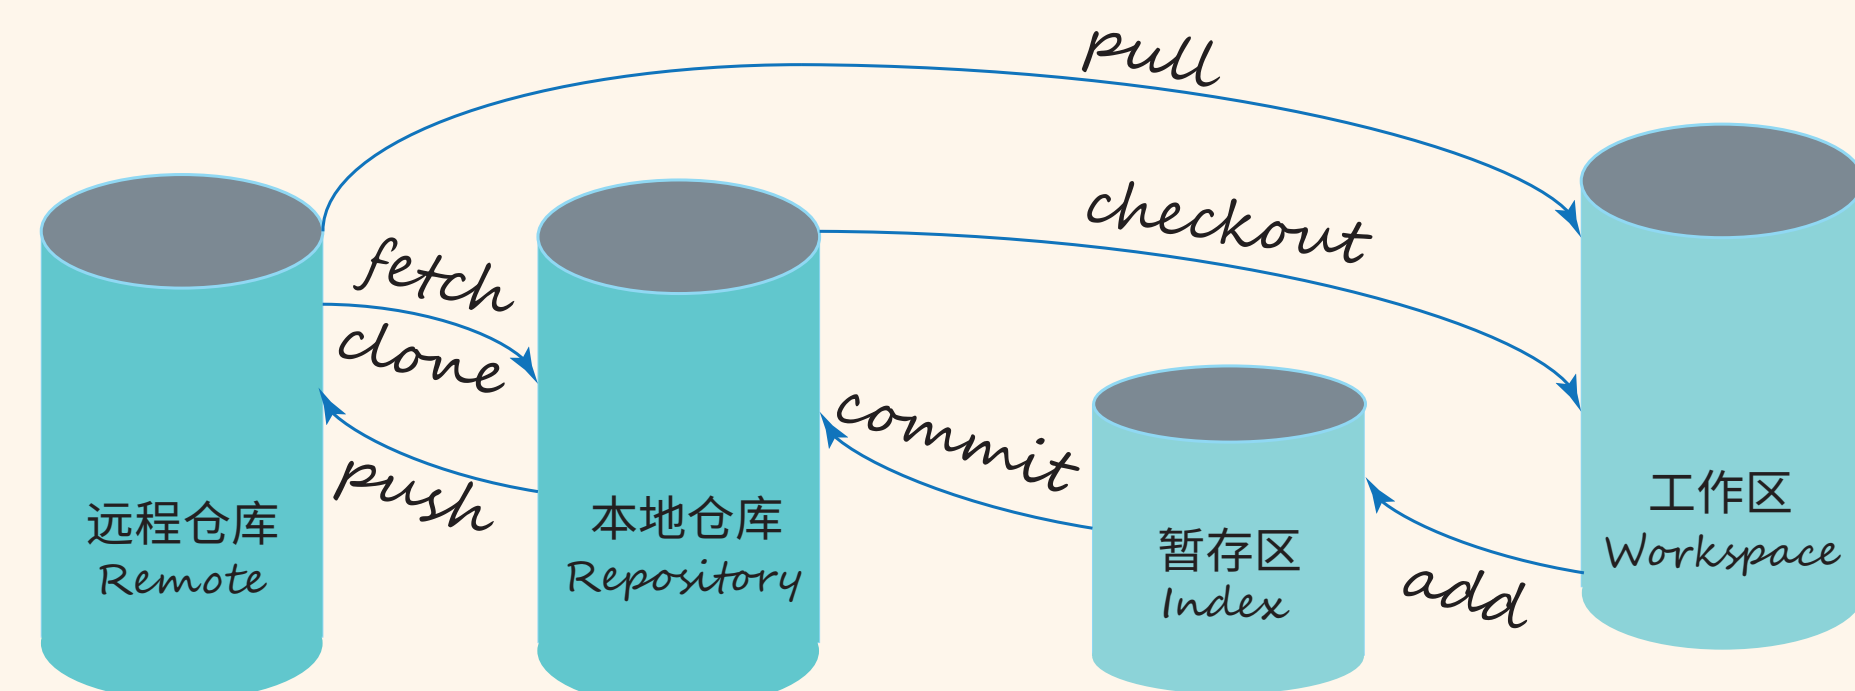 pull
checkout
fetch
clone
commit
push
add
远程仓库
Remote
本地仓库
Repository
暂存区
Index
工作区
Workspace